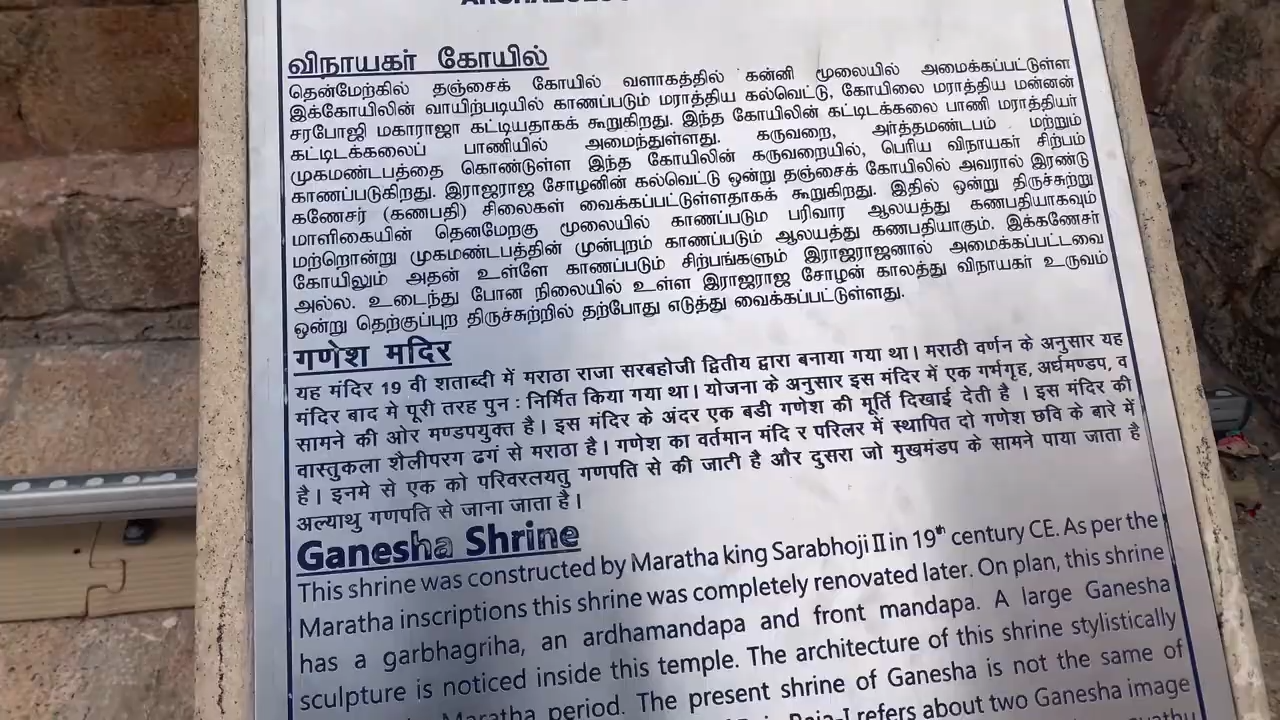 விநாயகர் கோயில்
தென்மேற்கில் தஞ்சைக் கோயில் வளாகத்தில் கன்னி மூலையில் அமைக்கப்பட்டுள்ள
இக்கோயிலின் வாயிற்படியில் காணப்படும் மராத்திய கல்வெட்டு, கோயிலை மராத்திய மன்னன்
சரபோஜி மகாராஜா கட்டியதாகக் கூறுகிறது. இந்த கோயிலின் கட்டிடக்கலை பாணி மராத்தியர்
கட்டிடக்கலைப் பாணியில் அமைந்துள்ளது. கருவறை, அர்த்தமண்டபம் மற்றும்
முகமண்டபத்தை கொண்டுள்ள இந்த கோயிலின் கருவறையில், பெரிய விநாயகர் சிற்பம்
காணப்படுகிறது. இராஜராஜ சோழனின் கல்வெட்டு ஒன்று தஞ்சைக் கோயிலில் அவரால் இரண்டு
கணேசர் (கணபதி) சிலைகள் வைக்கப்பட்டுள்ளதாகக் கூறுகிறது. இதில் ஒன்று திருச்சுற்று
மாளிகையின் தெனமேறகு மூலையில் காணப்படும பரிவார ஆலயத்து கணபதியாகவும்
மற்றொன்று முகமண்டபத்தின் முன்புறம் காணப்படும் ஆலயத்து கணபதியாகும். இக்கணேசர்
கோயிலும் அதன் உள்ளே காணப்படும் சிற்பங்களும் இராஜராஜனால் அமைக்கப்பட்டவை
அல்ல. உடைந்து போன நிலையில் உள்ள இராஜராஜ சோழன் காலத்து விநாயகர் உருவம்
ஒன்று தெற்குப்புற திருச்சுற்றில் தற்போது எடுத்து வைக்கப்பட்டுள்ளது.
गणेश मंदिर
यह मंदिर 19 वी शताब्दी में मराठा राजा सरबहोजी द्वितीय द्वारा बनाया गया था। मराठी वर्णन के अनुसार यह
मंदिर बाद मे पूरी तरह पुन : निर्मित किया गया था। योजना के अनुसार इस मंदिर में एक गर्मगृह, अर्धमण्डप, व
सामने की ओर मण्डपयुक्त है। इस मंदिर के अंदर एक बडी गणेश की मूर्ति दिखाई देती है । इस मंदिर की
वास्तुकला शैलीपरग ढगं से मराठा है। गणेश का वर्तमान मंदि र परिलर में स्थापित दो गणेश छवि के बारे में
है। इनमे से एक को परिवरलयतु गणपति से की जाती है और दुसरा जो मुखमंडप के सामने पाया जाता है
अल्याथु गणपति से जाना जाता है।
Ganesha Shrine
This shrine was constructed by Maratha king Sarabhoji II in 19th century CE. As per the
Maratha inscriptions this shrine was completely renovated later. On plan, this shrine
has a garbhagriha, an ardhamandapa and front mandapa. A large Ganesha
sculpture is noticed inside this temple. The architecture of this shrine stylistically
Maratha period. The present shrine of Ganesha is not the same of
Raja-I refers about two Ganesha image